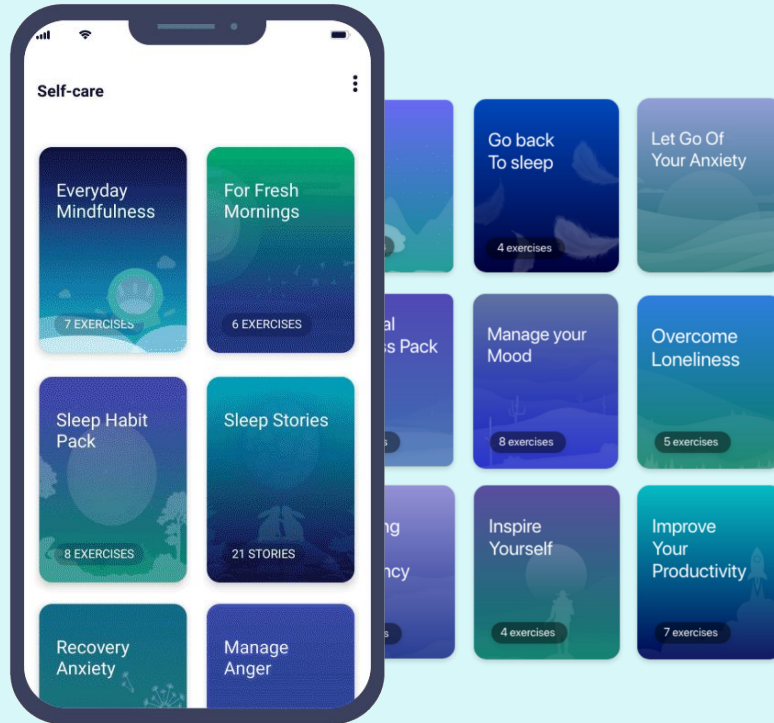 Self-care
Everyday
Mindfulness
7 EXERCISES
For Fresh
Mornings
6 EXERCISES
Sleep Habit
Pack
8 EXERCISES
Sleep Stories
21 STORIES
Recovery
Anxiety
Manage
Anger
Go back
To sleep
4 exercises
Let Go Of
Your Anxiety
Pack
Manage your
Mood
8 exercises
Overcome
Loneliness
5 exercises
Inspire
Yourself
4 exercises
Improve
Your
Productivity
7 exercises